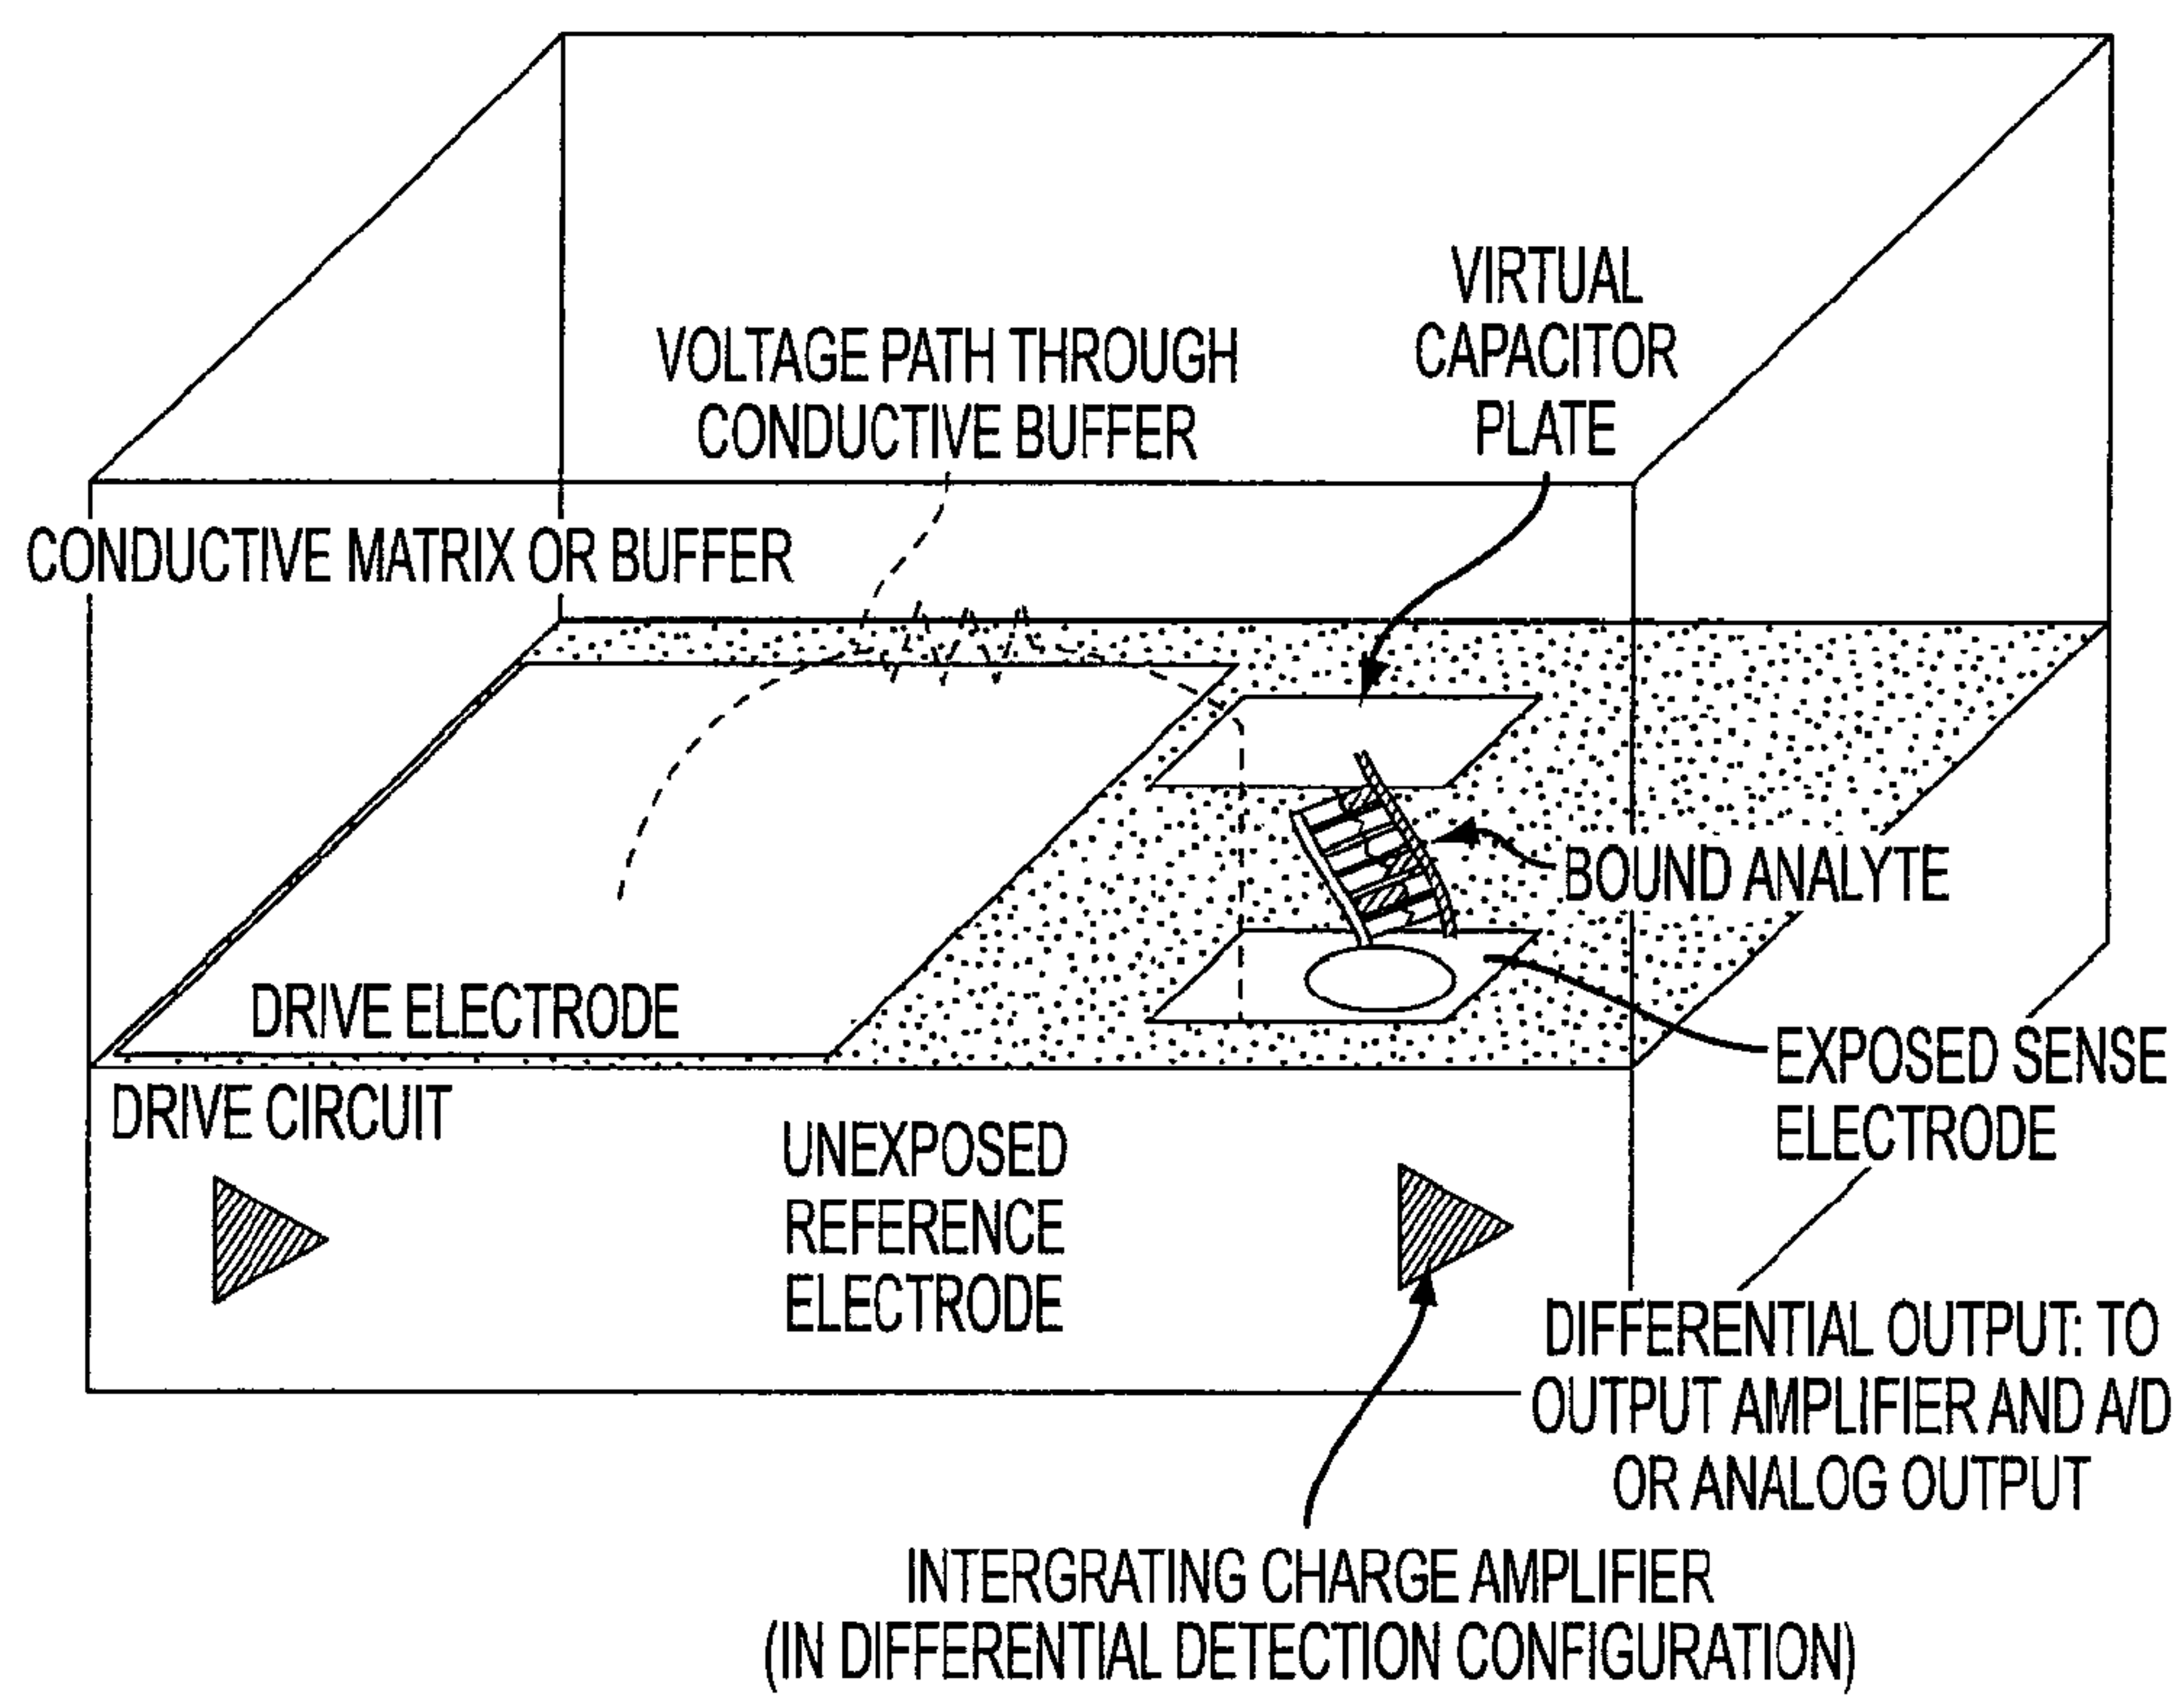 VIRTUAL
CAPACITOR
PLATE
VOLTAGE PATH THROUGH
CONDUCTIVE BUFFER
CONDUCTIVE MATRIX OR BUFFER
BOUND ANALYTE
DRIVE ELECTRODE
EXPOSED SENSE
ELECTRODE
DRIVE CIRCUIT
UNEXPOSED
REFERENCE
ELECTRODE
DIFFERENTIAL OUTPUT: TO
OUTPUT AMPLIFIER AND A/D
OR ANALOG OUTPUT
INTERGRATING CHARGE AMPLIFIER
(IN DIFFERENTIAL DETECTION CONFIGURATION)